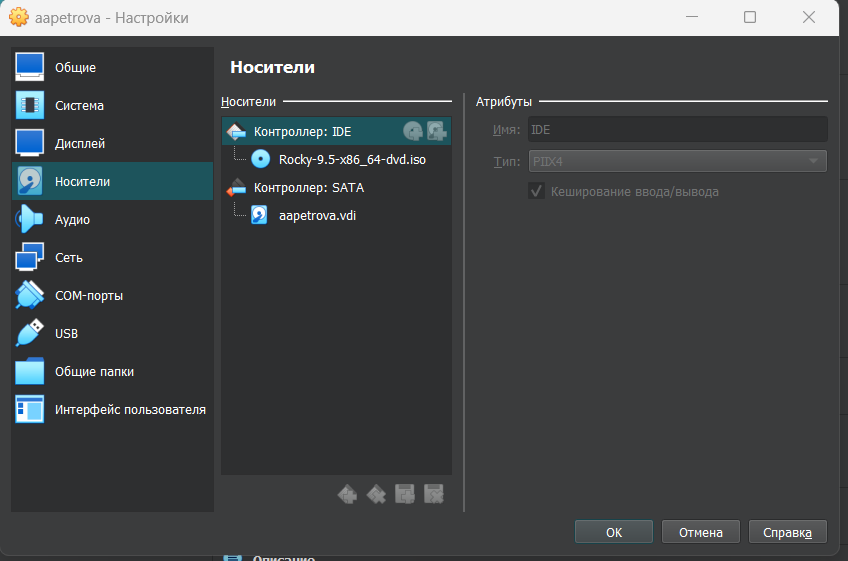 aapetrova - Настройки
Общие
Система
Дисплей
Носители
Аудио
Сеть
COM-порты
USB
Общие папки
Интерфейс пользователя
Носители
Носители
Контроллер: IDE
Rocky-9.5-x86_64-dvd.iso
Контроллер: SATA
aapetrova.vdi
Атрибуты
Имя: IDE
Тип: PIIX4
Кеширование ввода/вывода
OK Отмена Справка
Описание